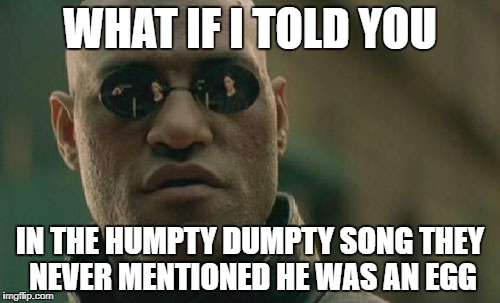 WHAT IF I TOLD YOU
IN THE HUMPTY DUMPTY SONG THEY
NEVER MENTIONED HE WAS AN EGG
imgflip.com